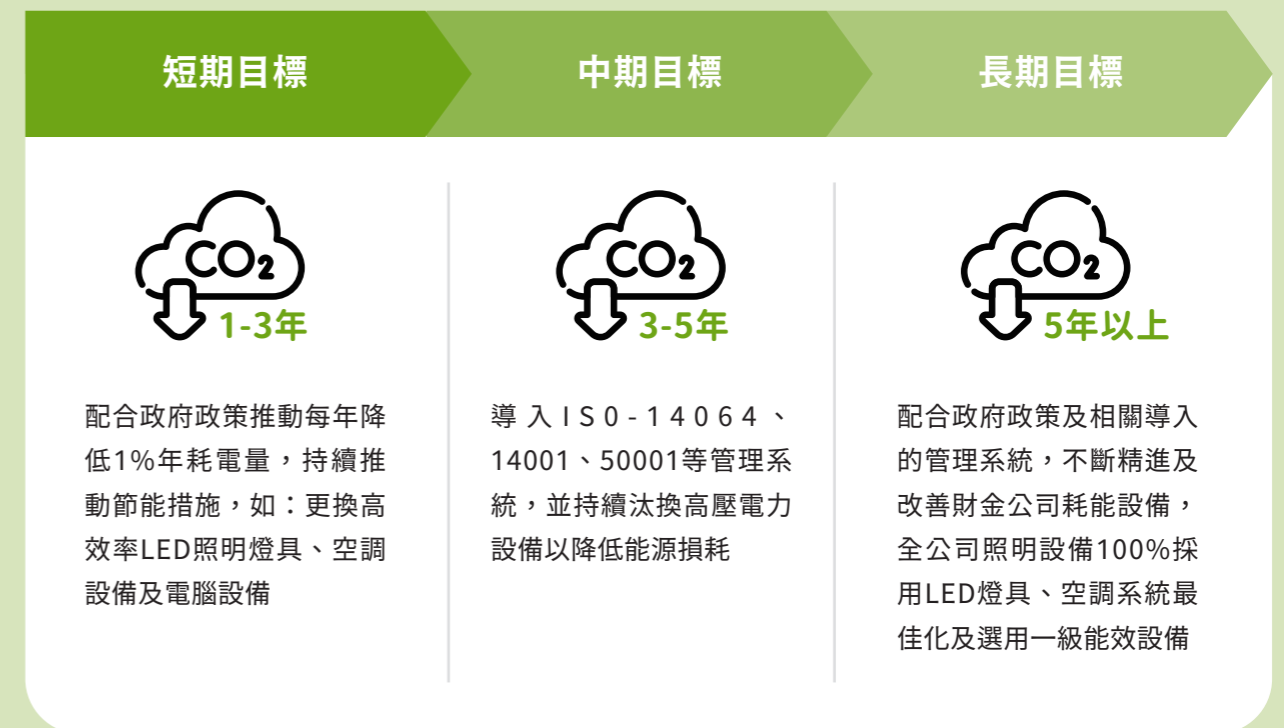 短期目標
中期目標
長期目標
CO₂
1-3年
配合政府政策推動每年降
低1%年耗電量,持續推
動節能措施,如:更換高
效率LED照明燈具、空調
設備及電腦設備
CO₂
3-5年
導入IS0-14064、
14001、50001等管理系
統,並持續汰換高壓電力
設備以降低能源損耗
CO₂
5年以上
配合政府政策及相關導入
的管理系統,不斷精進及
改善財金公司耗能設備,
全公司照明設備100%採
用LED燈具、空調系統最
佳化及選用一級能效設備